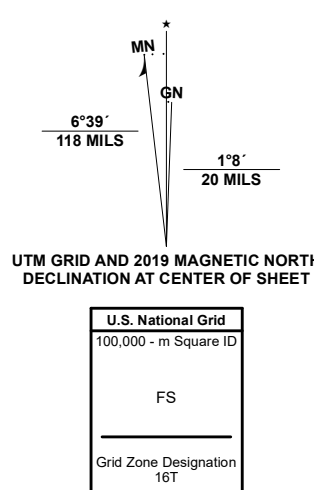 MN
GN
6°39´
118 MILS
1°8´
20 MILS
UTM GRID AND 2019 MAGNETIC NORTH
DECLINATION AT CENTER OF SHEET
U.S. National Grid
100,000 - m Square ID
FS
Grid Zone Designation
16T